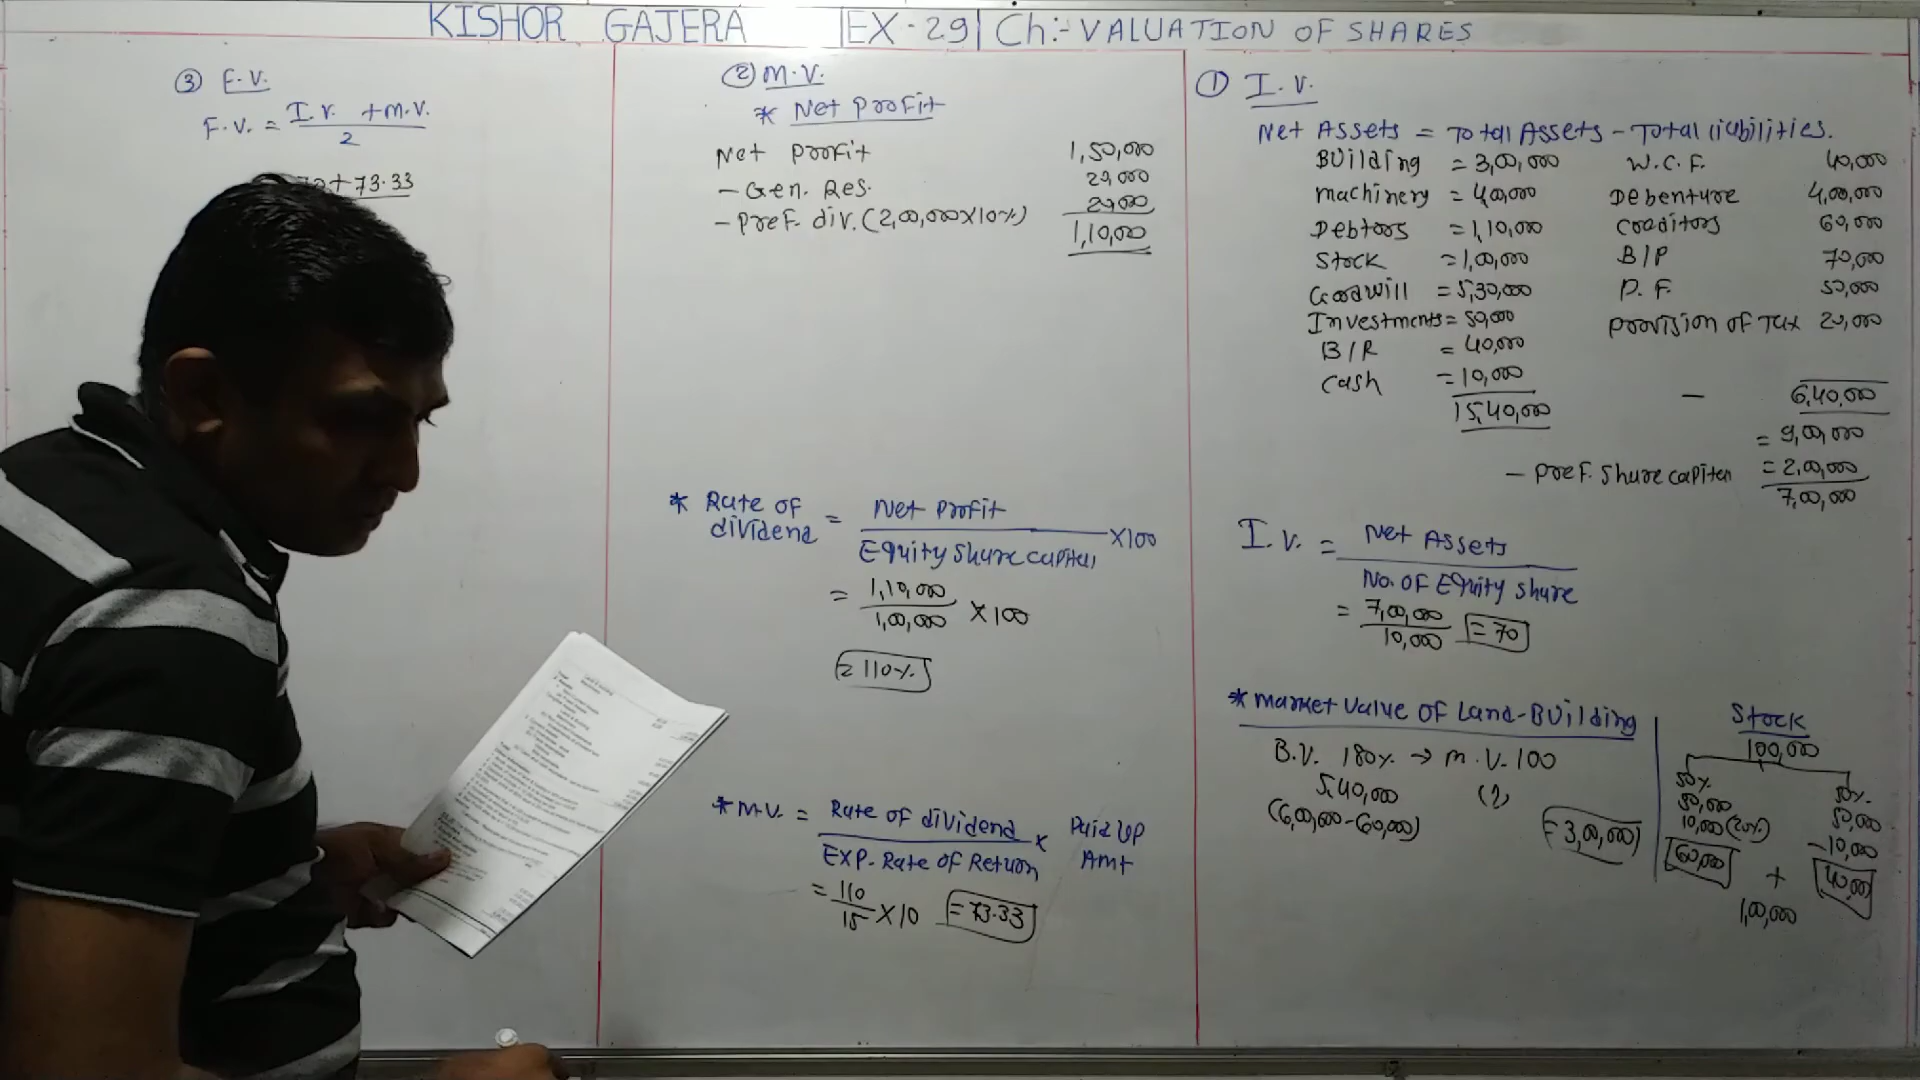 KISHOR GAJERA EX-29 Ch:- VALUATION OF SHARES
③ F.V.
F.V. = I.V. + M.V.
2
+ 73.33
② M.V.
* Net Profit
Net Profit 1,50,000
- Gen. Res. 20,000
- Pref. div. (2,00,000X10%) 20,000
1,10,000
* Rate of dividend = Net Profit
Equity Share Capital X100
= 1,10,000
1,00,000 X 100
= 110%
* M.V. = Rate of dividend X Paid UP Amt
EXP. Rate of Return
= 110
15 X 10 = 73.33
① I.V.
Net Assets = Total Assets - Total liabilities.
Building = 3,00,000 W.C.F. 40,000
Machinery = 4,00,000 Debenture 4,00,000
Debtors = 1,10,000 Creditors 60,000
Stock = 1,00,000 B/P 70,000
Goodwill = 5,30,000 P.F. 50,000
Investments = 50,000 Provision of Tax 20,000
B/R = 40,000
Cash = 10,000
15,40,000 - 6,40,000
= 9,00,000
- Pref. Share capital = 2,00,000
7,00,000
I.V. = Net Assets
No. of Equity Share
= 7,00,000
10,000 = 70
* Market Value of Land-Building
B.V. 180% → M.V. 100
5,40,000 (?)
(6,00,000-60,000) = 3,00,000
Stock
100,000
50% 50%
50,000 50,000
10,000 (20%) -10,000
60,000 + 40,000
1,00,000